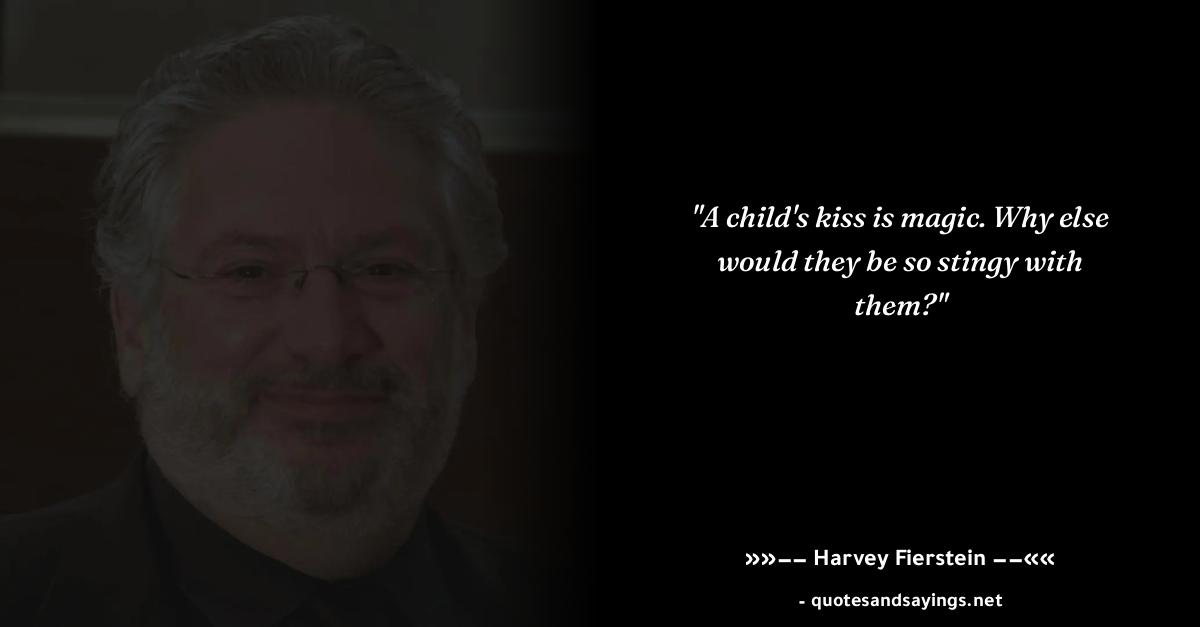 "A child's kiss is magic. Why else
would they be so stingy with
them?"
»»–– Harvey Fierstein ––««
- quotesandsayings.net